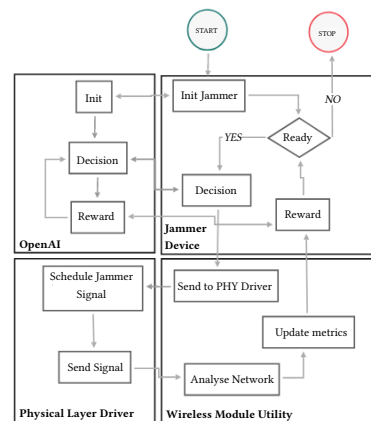 START
STOP
Init
Init Jammer
NO
YES
Ready
Decision
Decision
Reward
Reward
OpenAI
Jammer
Device
Schedule Jammer
Signal
Send to PHY Driver
Update metrics
Send Signal
Analyse Network
Physical Layer Driver
Wireless Module Utility